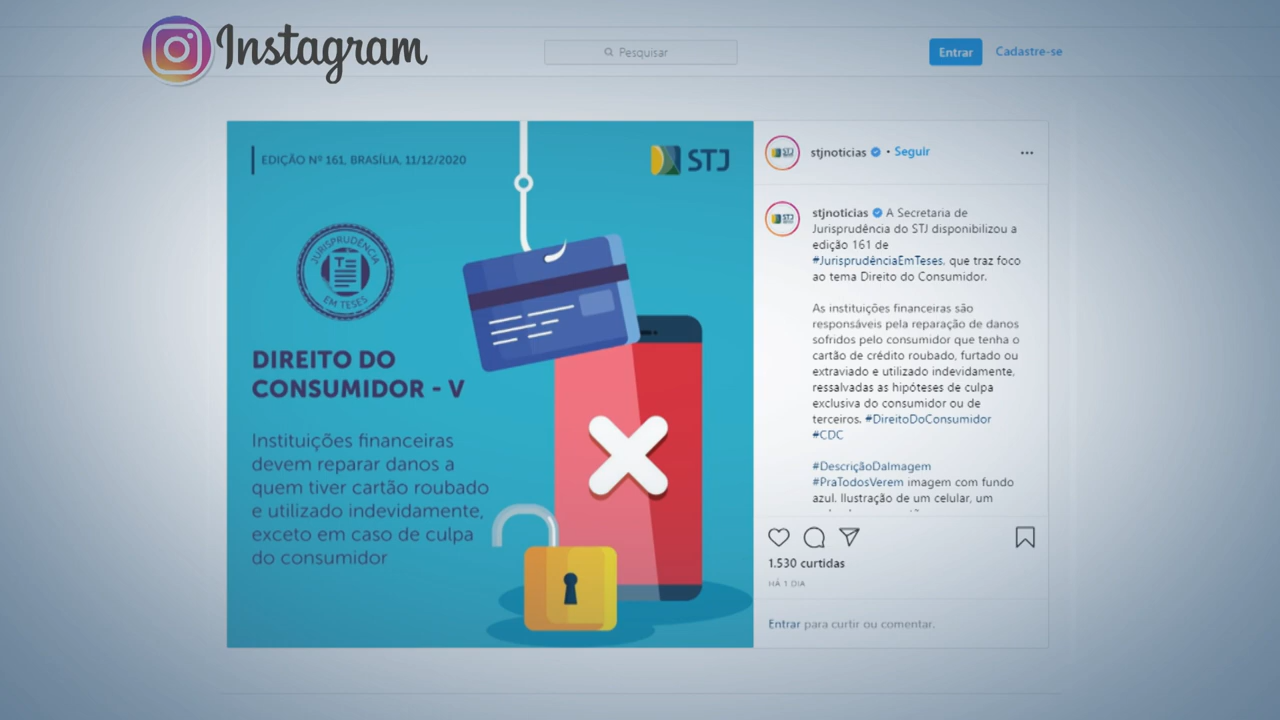 Instagram
Pesquisar
Entrar
Cadastre-se
EDIÇÃO Nº 161, BRASÍLIA, 11/12/2020
STJ
JURISPRUDÊNCIA
EM TESES
DIREITO DO
CONSUMIDOR - V
Instituições financeiras
devem reparar danos a
quem tiver cartão roubado
e utilizado indevidamente,
exceto em caso de culpa
do consumidor
stjnoticias • Seguir
stjnoticias A Secretaria de
Jurisprudência do STJ disponibilizou a
edição 161 de
#JurisprudênciaEmTeses, que traz foco
ao tema Direito do Consumidor.
As instituições financeiras são
responsáveis pela reparação de danos
sofridos pelo consumidor que tenha o
cartão de crédito roubado, furtado ou
extraviado e utilizado indevidamente,
ressalvadas as hipóteses de culpa
exclusiva do consumidor ou de
terceiros. #DireitoDoConsumidor
#CDC
#DescriçãoDaImagem
#PraTodosVerem imagem com fundo
azul. Ilustração de um celular, um
1.530 curtidas
HÁ 1 DIA
Entrar para curtir ou comentar.